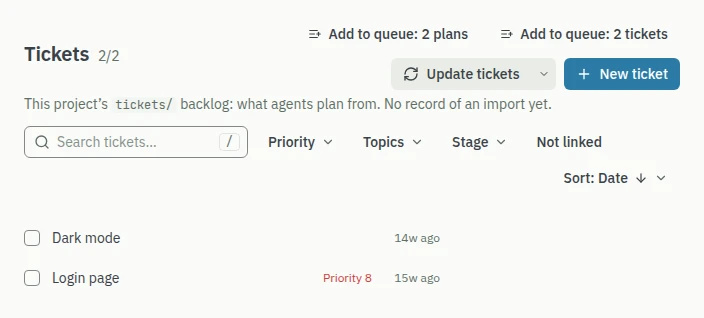 Add to queue: 2 plans
Add to queue: 2 tickets
Tickets 2/2
Update tickets
New ticket
This project’s tickets/ backlog: what agents plan from. No record of an import yet.
Search tickets... /
Priority
Topics
Stage
Not linked
Sort: Date ↓
Dark mode 14w ago
Login page Priority 8 15w ago